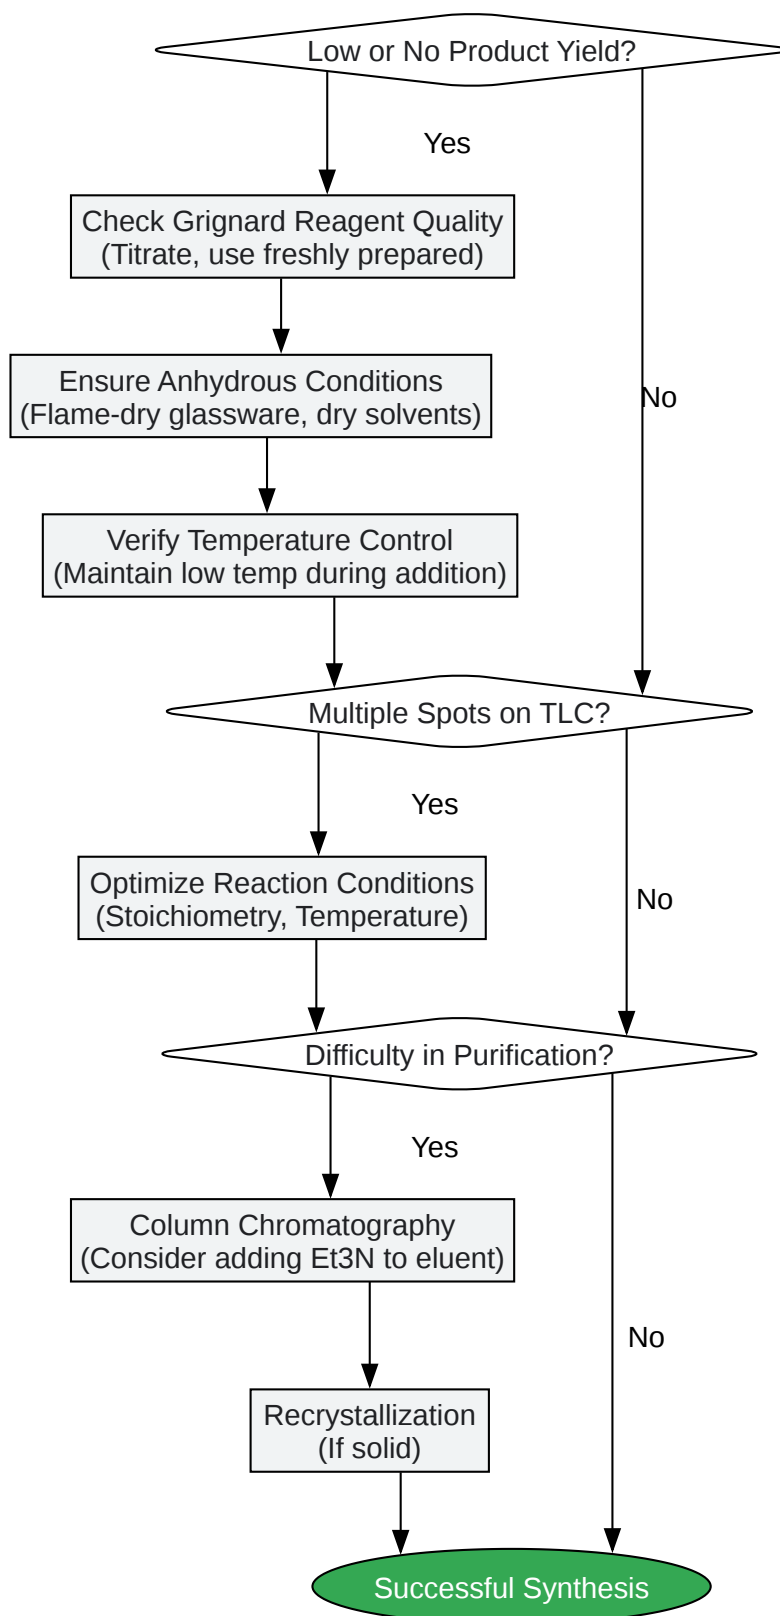 Low or No Product Yield?
Yes
Check Grignard Reagent Quality
(Titrate, use freshly prepared)
Ensure Anhydrous Conditions
(Flame-dry glassware, dry solvents)
No
Verify Temperature Control
(Maintain low temp during addition)
Multiple Spots on TLC?
Yes
Optimize Reaction Conditions
(Stoichiometry, Temperature)
No
Difficulty in Purification?
Yes
Column Chromatography
(Consider adding Et3N to eluent)
No
Recrystallization
(If solid)
Successful Synthesis